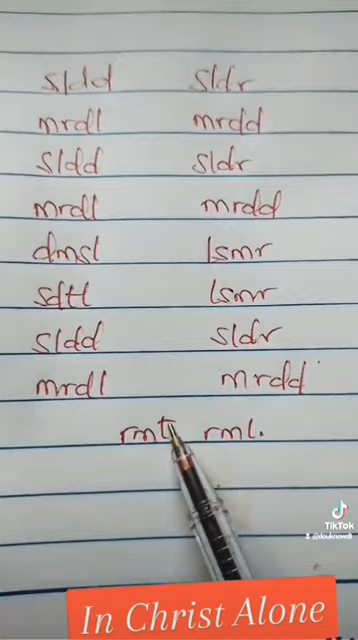 sldd sldr
mrdl mrdd
sldd sldr
mrdl mrdd
dmsl lsmr
sdtl lsmr
sldd sldr
mrdl mrdd
rmt rml.
TikTok
In Christ Alone